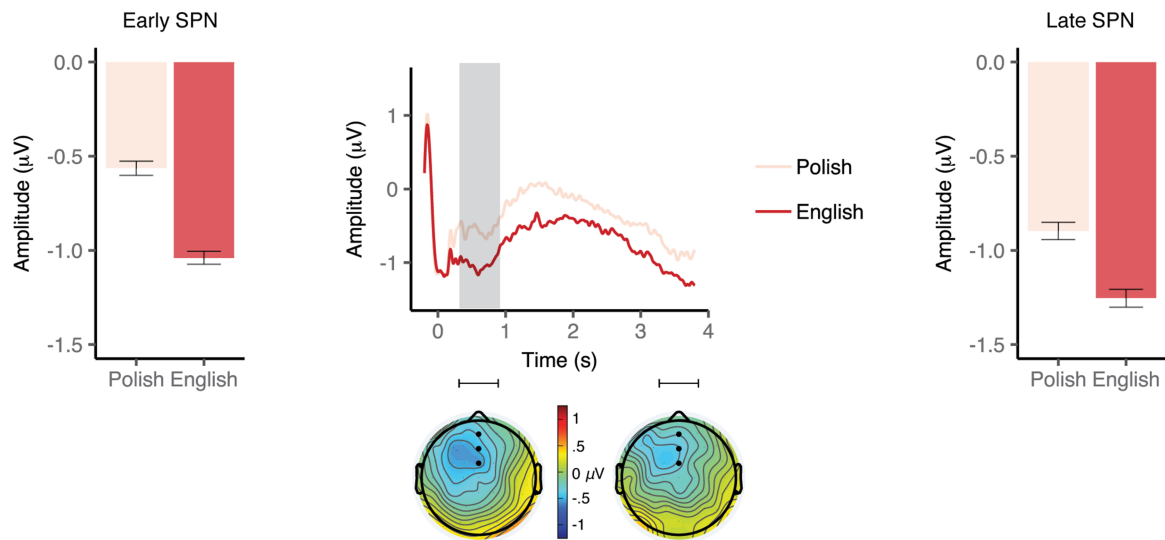 Early SPN
Amplitude (μV)
0.0
-0.5
-1.0
-1.5
Polish English
Amplitude (μV)
1
0
-1
0 1 2 3 4
Time (s)
Polish
English
1
.5
0 μV
-.5
-1
Late SPN
Amplitude (μV)
0.0
-0.5
-1.0
-1.5
Polish English